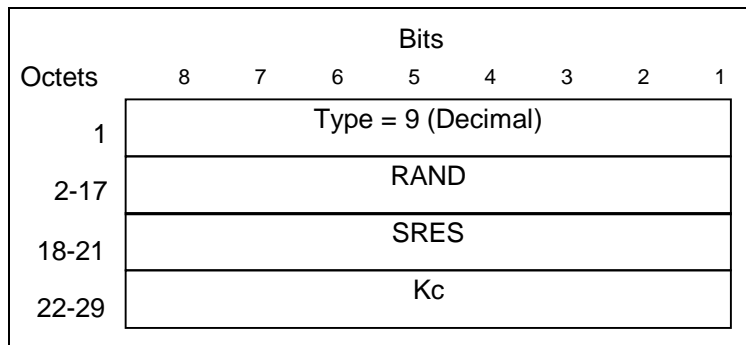 Bits
Octets 8 7 6 5 4 3 2 1
1 Type = 9 (Decimal)
2-17 RAND
18-21 SRES
22-29 Kc